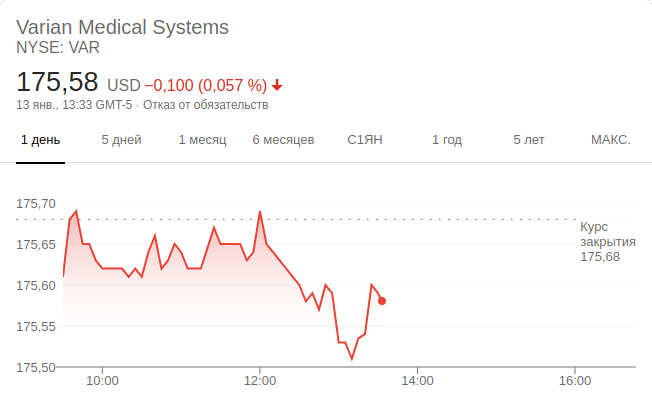 Varian Medical Systems
NYSE: VAR
175,58 USD −0,100 (0,057 %)
13 янв., 13:33 GMT-5 · Отказ от обязательств
1 день 5 дней 1 месяц 6 месяцев С1ЯН 1 год 5 лет МАКС.
175,70
Курс
закрытия
175,68
175,65
175,60
175,55
175,50
10:00 12:00 14:00 16:00